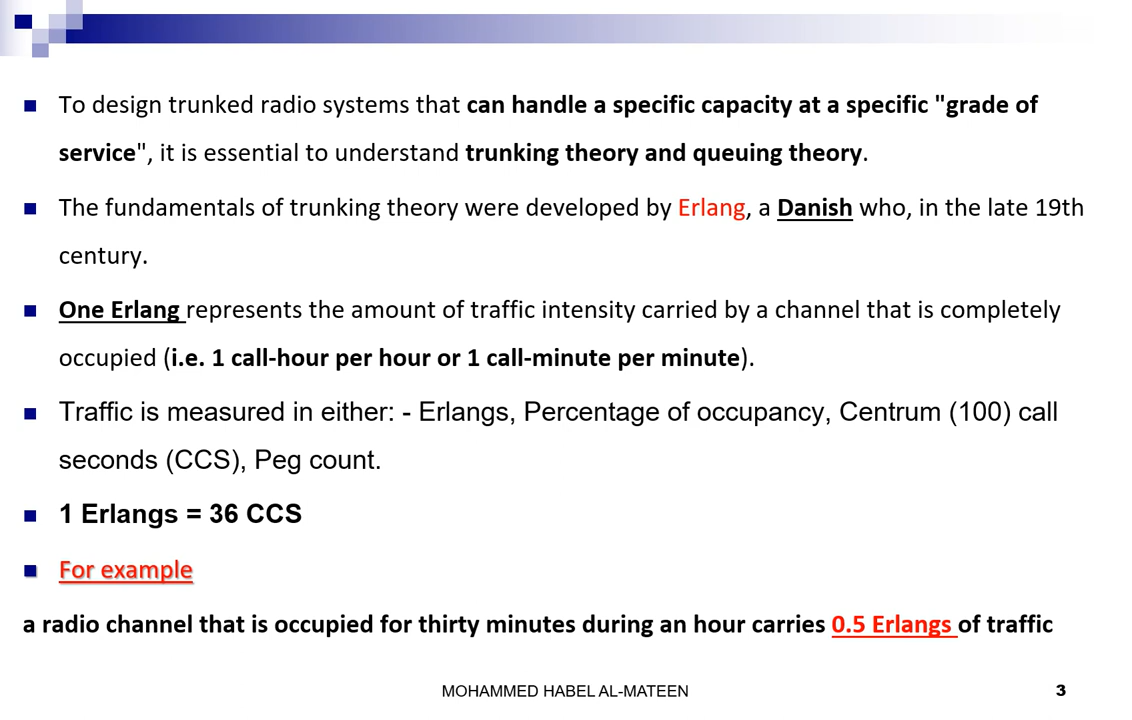 To design trunked radio systems that can handle a specific capacity at a specific "grade of
service", it is essential to understand trunking theory and queuing theory.
The fundamentals of trunking theory were developed by Erlang, a Danish who, in the late 19th
century.
One Erlang represents the amount of traffic intensity carried by a channel that is completely
occupied (i.e. 1 call-hour per hour or 1 call-minute per minute).
Traffic is measured in either: - Erlangs, Percentage of occupancy, Centrum (100) call
seconds (CCS), Peg count.
1 Erlangs = 36 CCS
For example
a radio channel that is occupied for thirty minutes during an hour carries 0.5 Erlangs of traffic
MOHAMMED HABEL AL-MATEEN 3